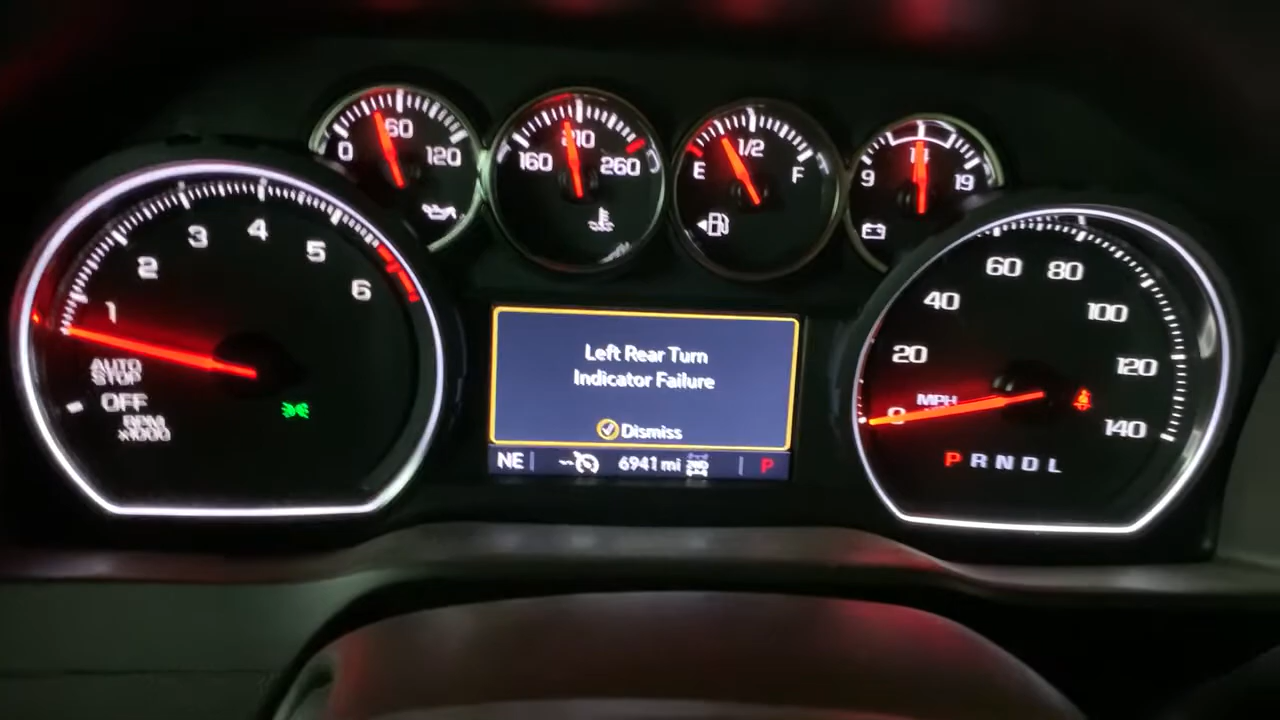 0 60 120
160 210 260
E 1/2 F
9 14 19
1 2 3 4 5 6
AUTO
STOP
OFF
RPM
x1000
Left Rear Turn
Indicator Failure
Dismiss
NE 6941 mi P
0 20 40 60 80 100 120 140
MPH
P R N D L